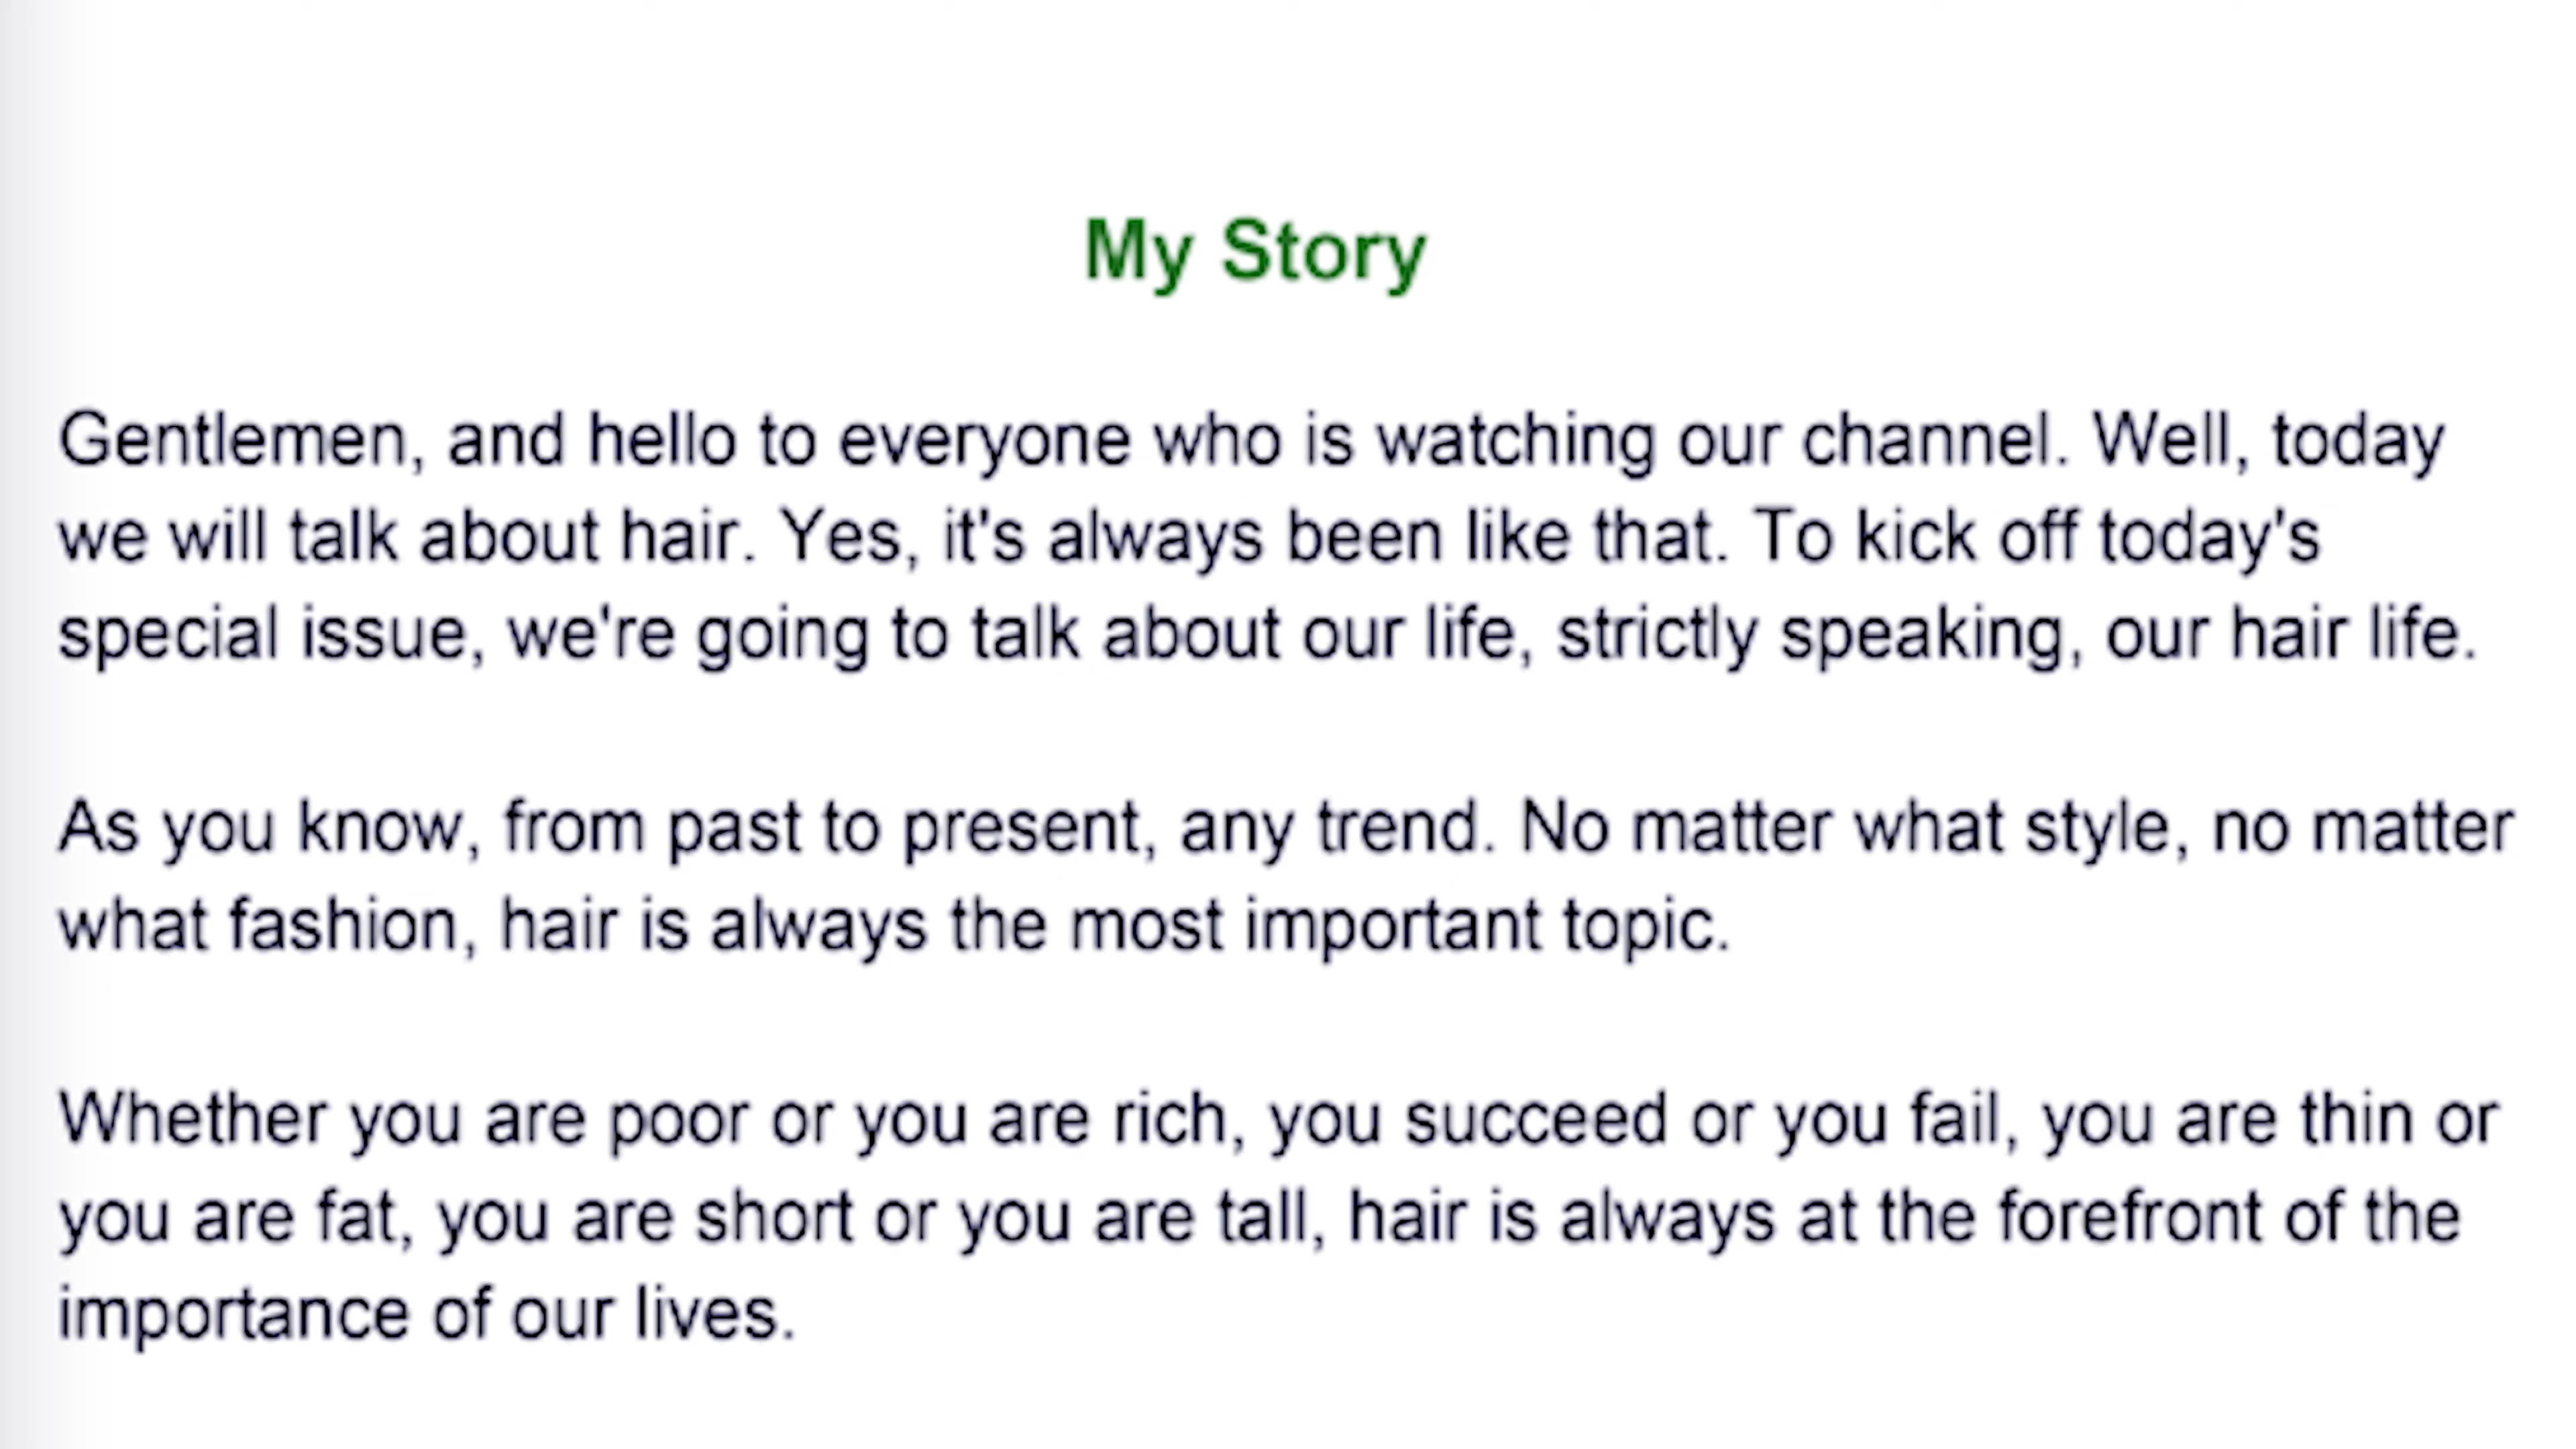 My Story
Gentlemen, and hello to everyone who is watching our channel. Well, today
we will talk about hair. Yes, it's always been like that. To kick off today's
special issue, we're going to talk about our life, strictly speaking, our hair life.
As you know, from past to present, any trend. No matter what style, no matter
what fashion, hair is always the most important topic.
Whether you are poor or you are rich, you succeed or you fail, you are thin or
you are fat, you are short or you are tall, hair is always at the forefront of the
importance of our lives.